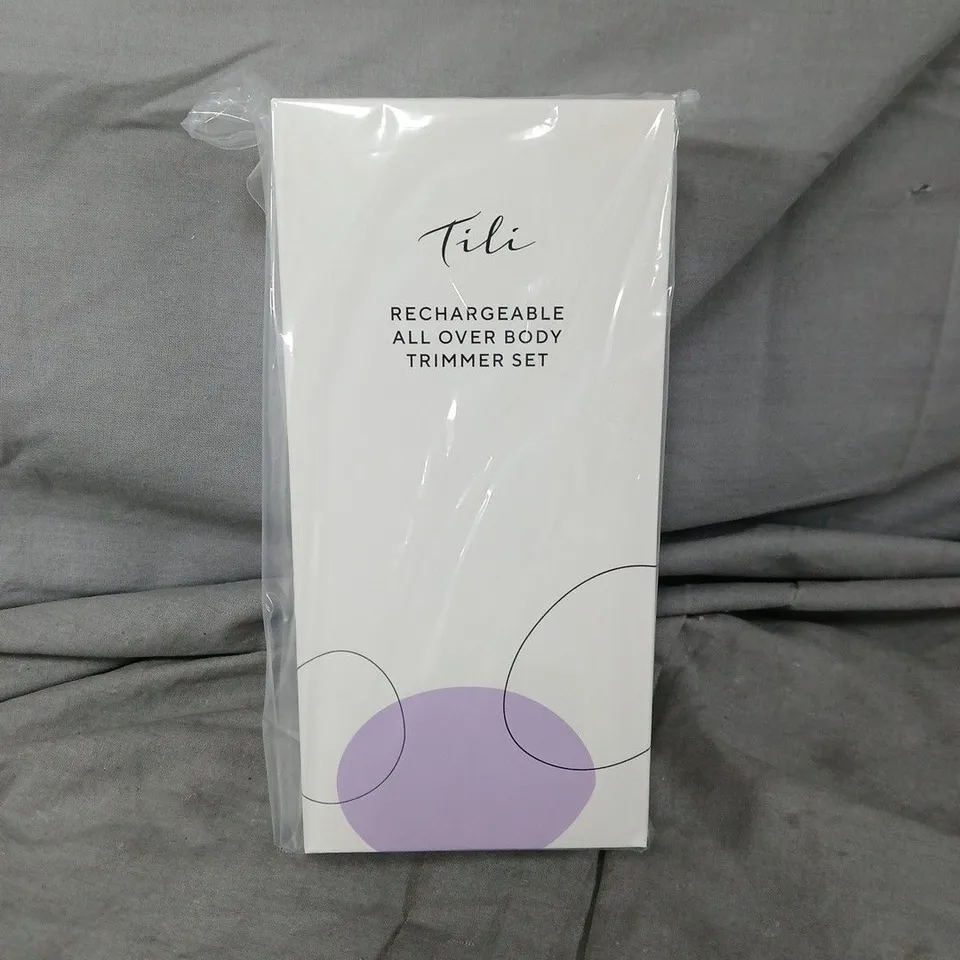 Tili
RECHARGEABLE
ALL OVER BODY
TRIMMER SET